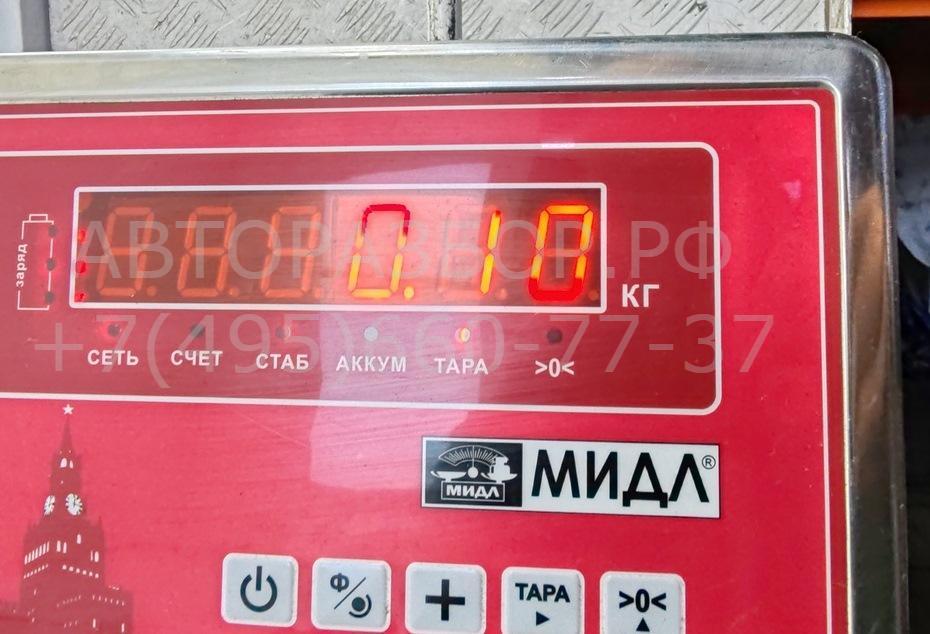 АВТОРАЗБОР.РФ
0.10
заряд
КГ
+7(495)660-77-37
СЕТЬ СЧЕТ СТАБ АККУМ ТАРА >0<
МИДЛ МИДЛ®
Ф ТАРА >0<